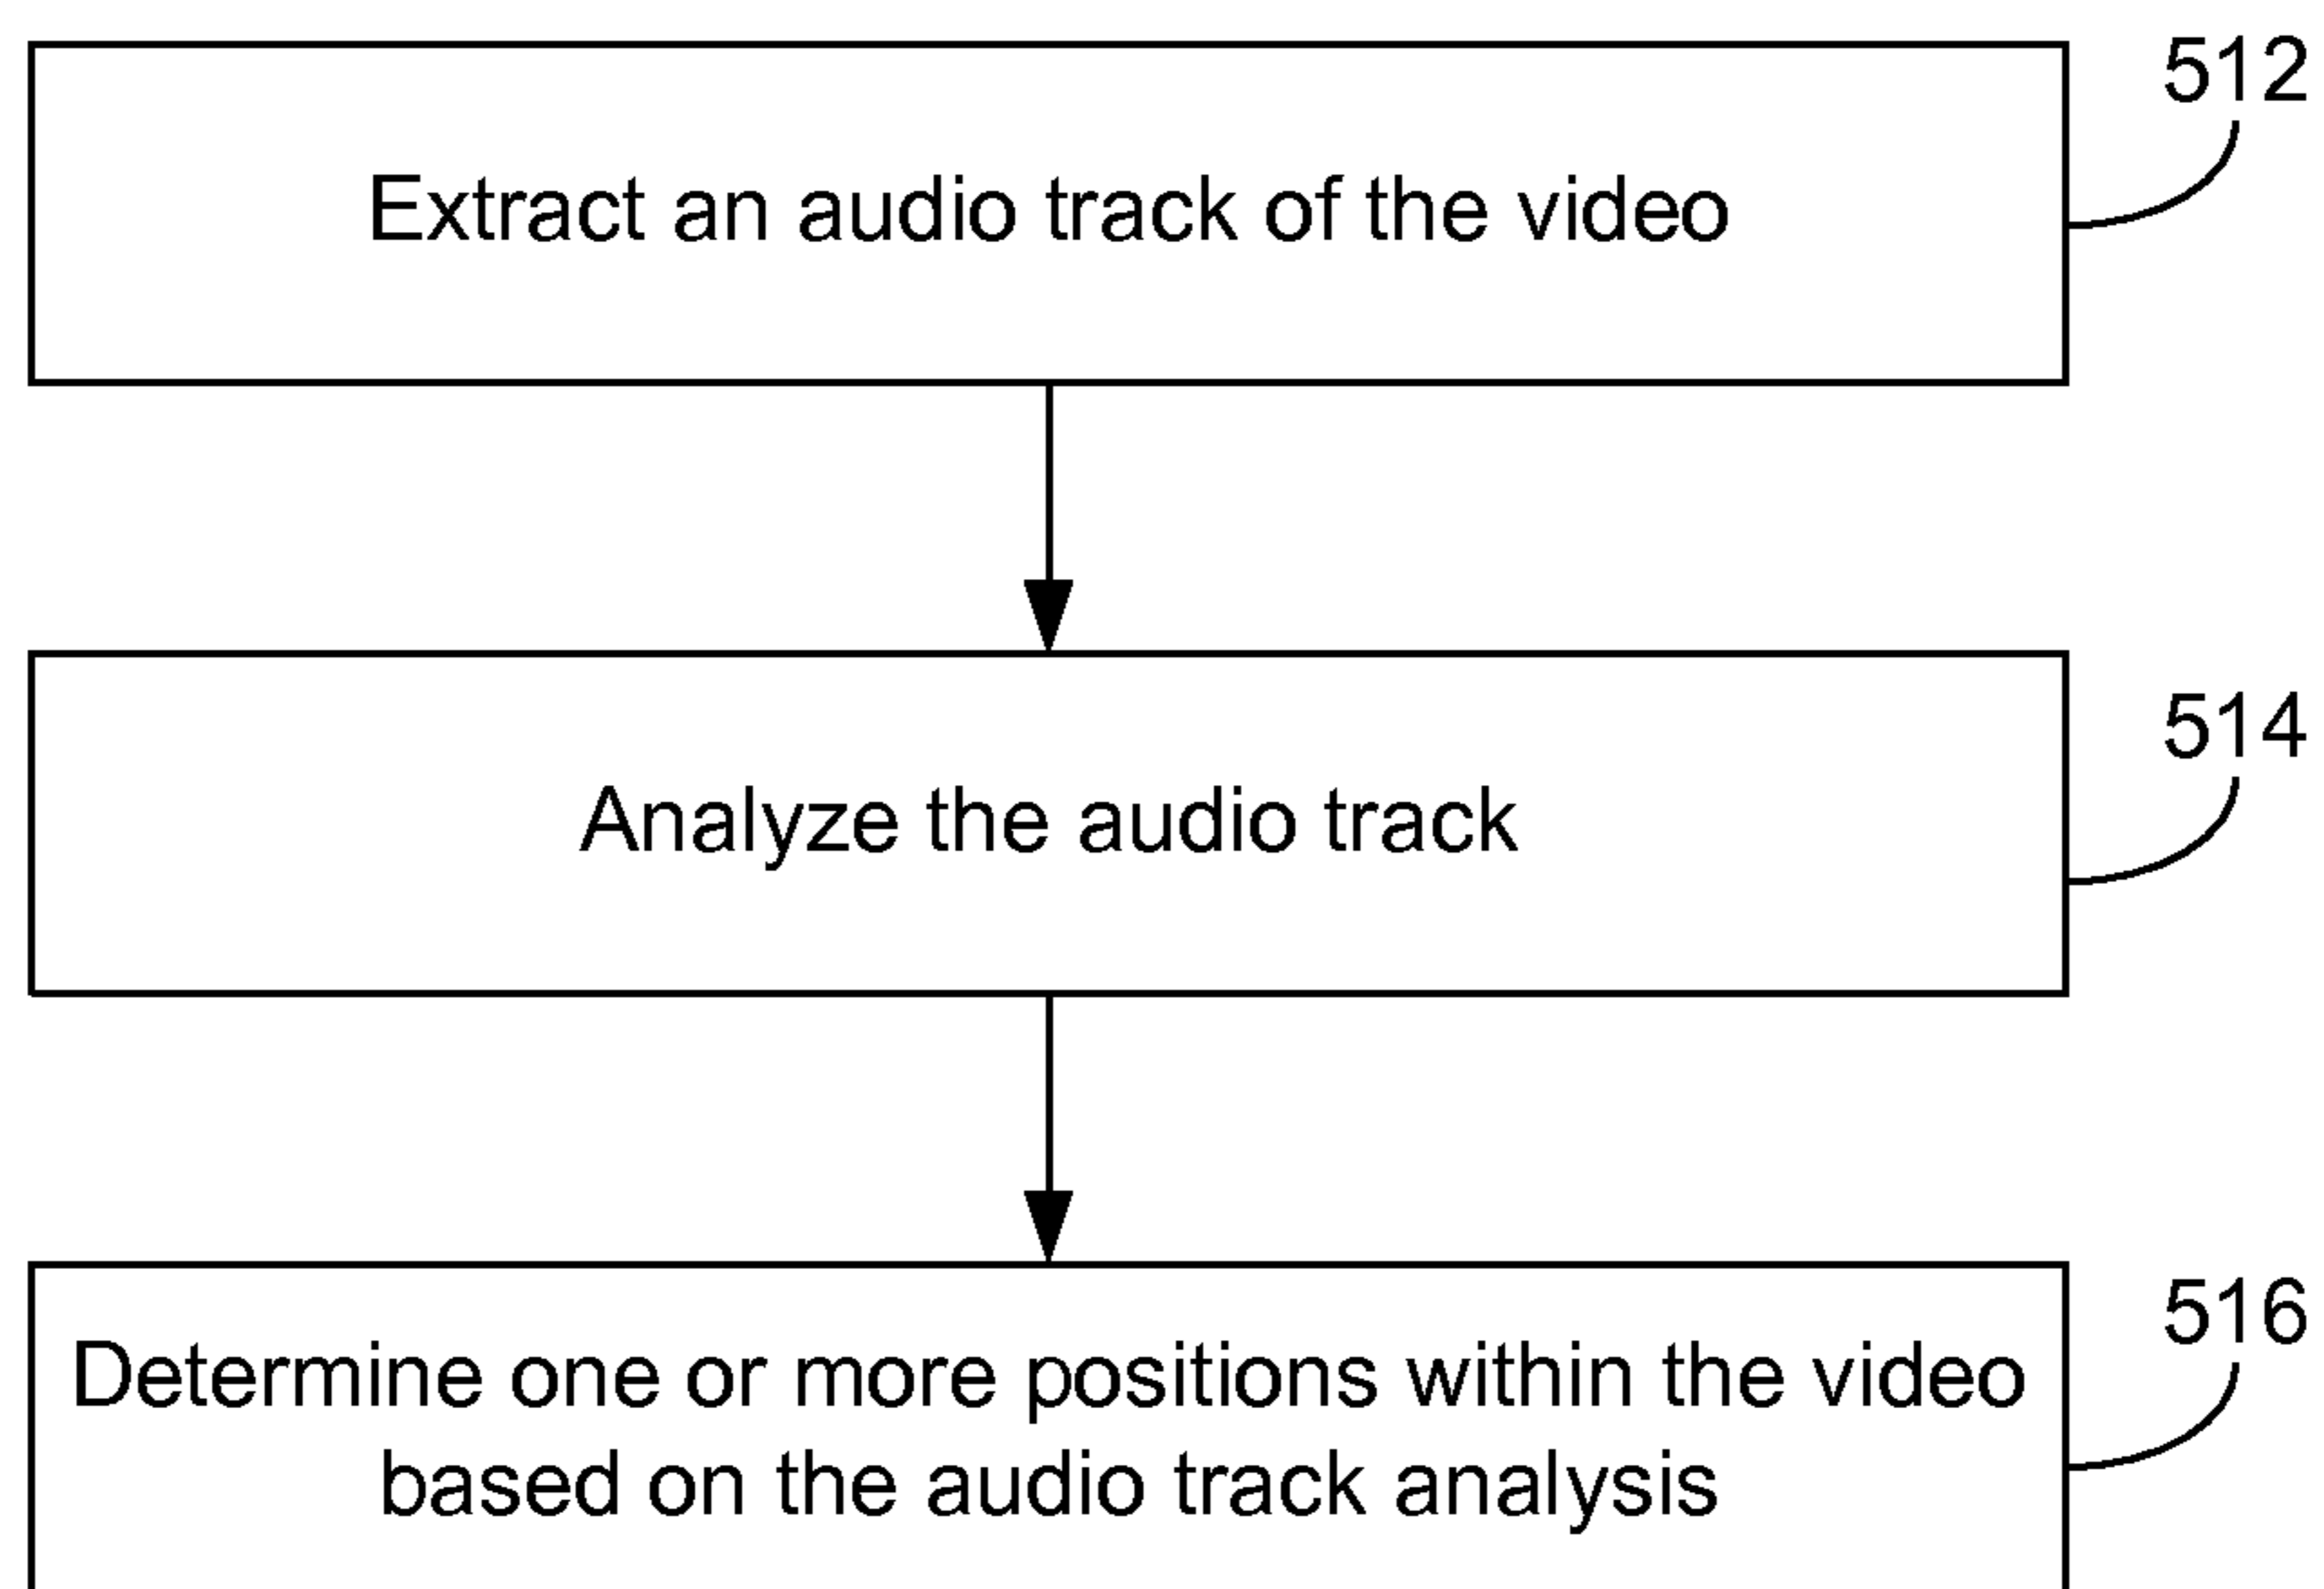 512
Extract an audio track of the video
514
Analyze the audio track
516
Determine one or more positions within the video
based on the audio track analysis